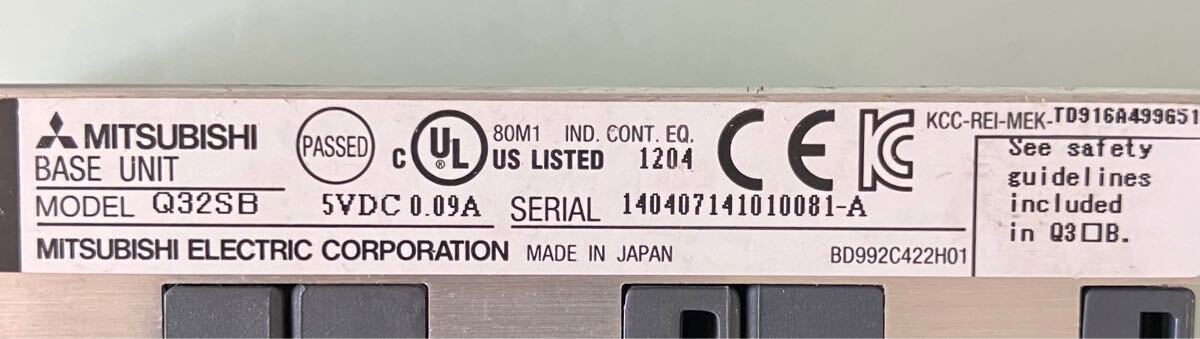 MITSUBISHI
BASE UNIT
PASSED
C UL ® US LISTED
80M1 IND. CONT. EQ.
1204
CE
KCC-REI-MEK-TD916A499651
MODEL Q32SB 5VDC 0.09A SERIAL 140407141010081-A
MITSUBISHI ELECTRIC CORPORATION MADE IN JAPAN BD992C422H01
See safety
guidelines
included
in Q3□B.